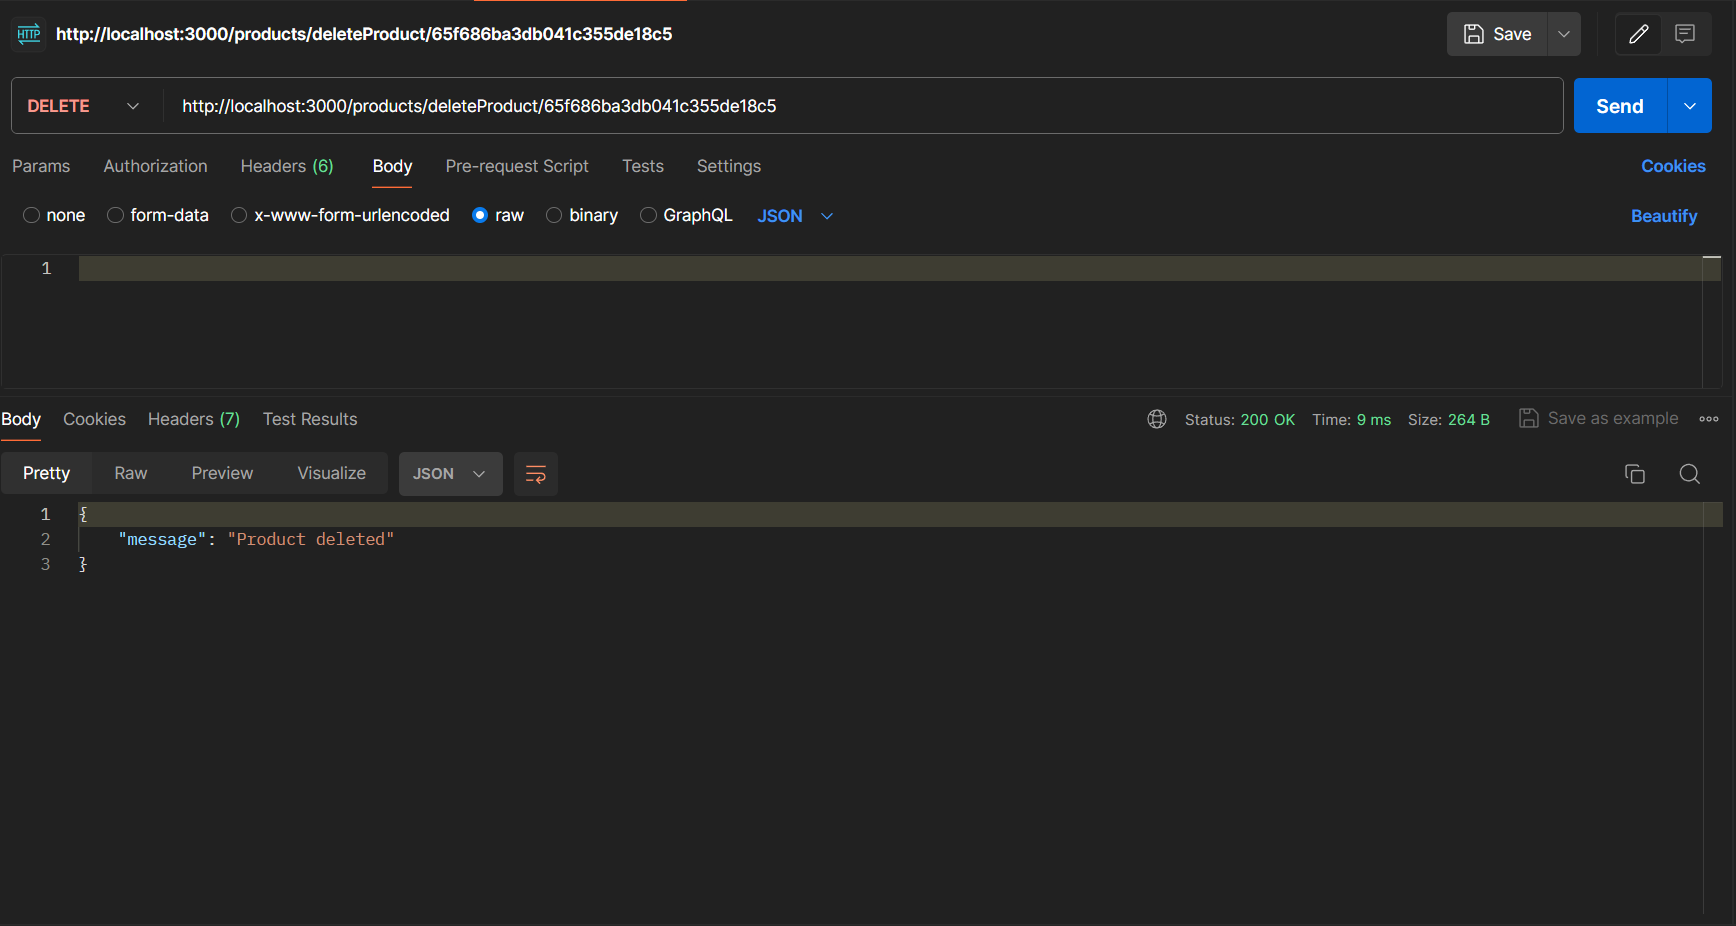 HTTP http://localhost:3000/products/deleteProduct/65f686ba3db041c355de18c5 Save
DELETE http://localhost:3000/products/deleteProduct/65f686ba3db041c355de18c5 Send
Params Authorization Headers (6) Body Pre-request Script Tests Settings Cookies
none form-data x-www-form-urlencoded raw binary GraphQL JSON Beautify
1
Body Cookies Headers (7) Test Results Status: 200 OK Time: 9 ms Size: 264 B Save as example
Pretty Raw Preview Visualize JSON
1 {
2 "message": "Product deleted"
3 }